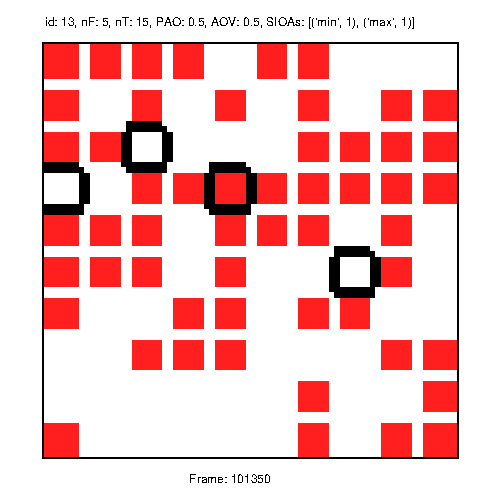 id: 13, nF: 5, nT: 15, PAO: 0.5, AOV: 0.5, SIOAs: [('min', 1), ('max', 1)]
Frame: 101350